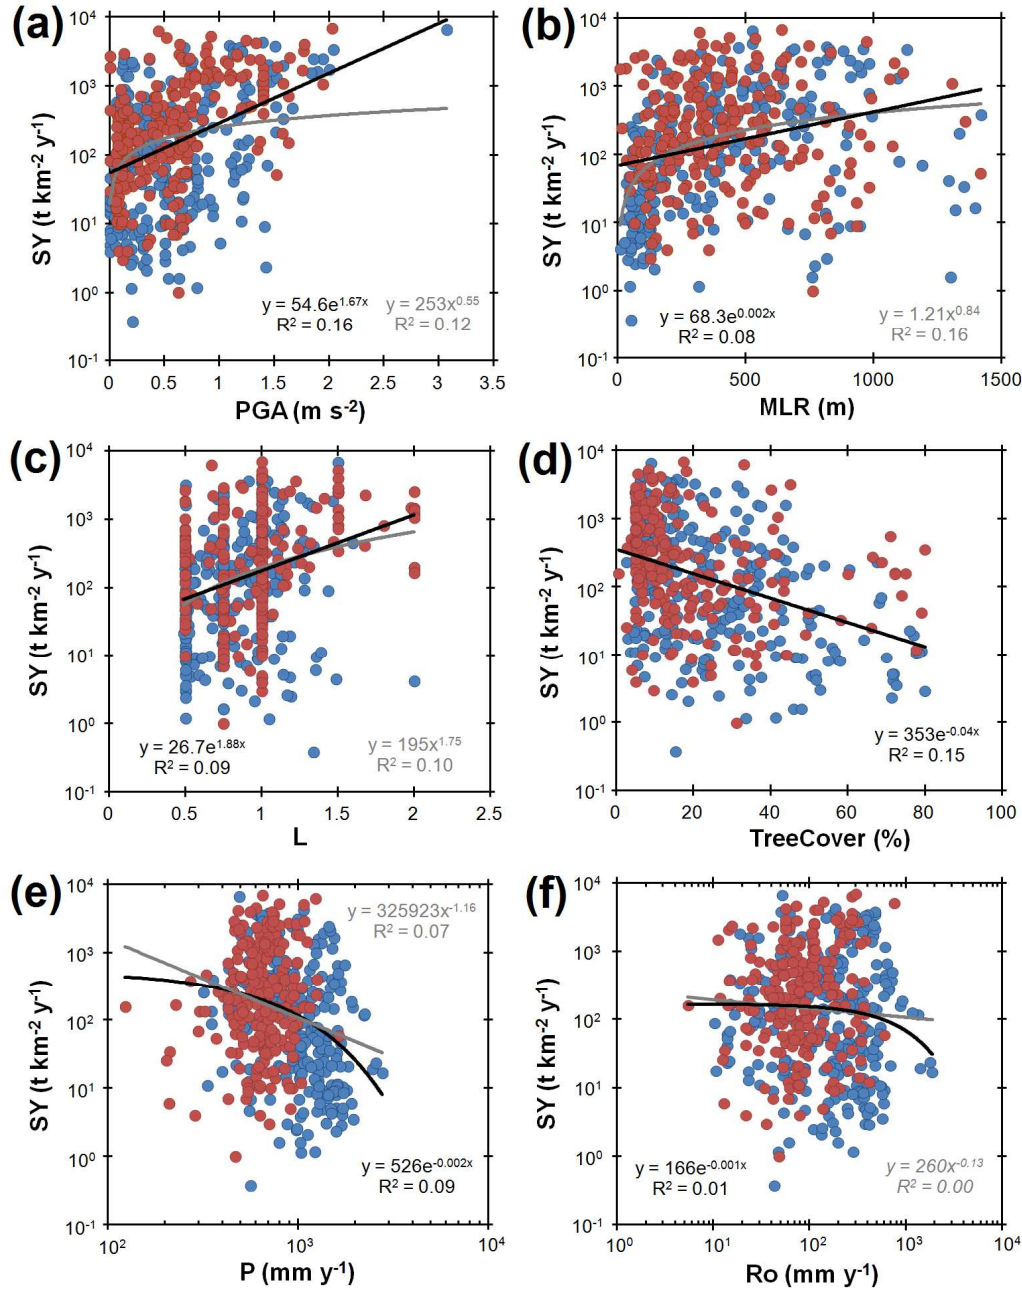 (a)
10⁴
10³
10²
10¹
10⁰
10⁻¹
SY (t km⁻² y⁻¹)
y = 54.6e^1.67x
R² = 0.16
y = 253x^0.55
R² = 0.12
0 0.5 1 1.5 2 2.5 3 3.5
PGA (m s⁻²)
(b)
10⁴
10³
10²
10¹
10⁰
10⁻¹
SY (t km⁻² y⁻¹)
y = 68.3e^0.002x
R² = 0.08
y = 1.21x^0.84
R² = 0.16
0 500 1000 1500
MLR (m)
(c)
10⁴
10³
10²
10¹
10⁰
10⁻¹
SY (t km⁻² y⁻¹)
y = 26.7e^1.88x
R² = 0.09
y = 195x^1.75
R² = 0.10
0 0.5 1 1.5 2 2.5
L
(d)
10⁴
10³
10²
10¹
10⁰
10⁻¹
SY (t km⁻² y⁻¹)
y = 353e^-0.04x
R² = 0.15
0 20 40 60 80 100
TreeCover (%)
(e)
10⁴
10³
10²
10¹
10⁰
10⁻¹
SY (t km⁻² y⁻¹)
y = 325923x^-1.16
R² = 0.07
y = 526e^-0.002x
R² = 0.09
10² 10³ 10⁴
P (mm y⁻¹)
(f)
10⁴
10³
10²
10¹
10⁰
10⁻¹
SY (t km⁻² y⁻¹)
y = 166e^-0.001x
R² = 0.01
y = 260x^-0.13
R² = 0.00
10⁰ 10¹ 10² 10³ 10⁴
Ro (mm y⁻¹)